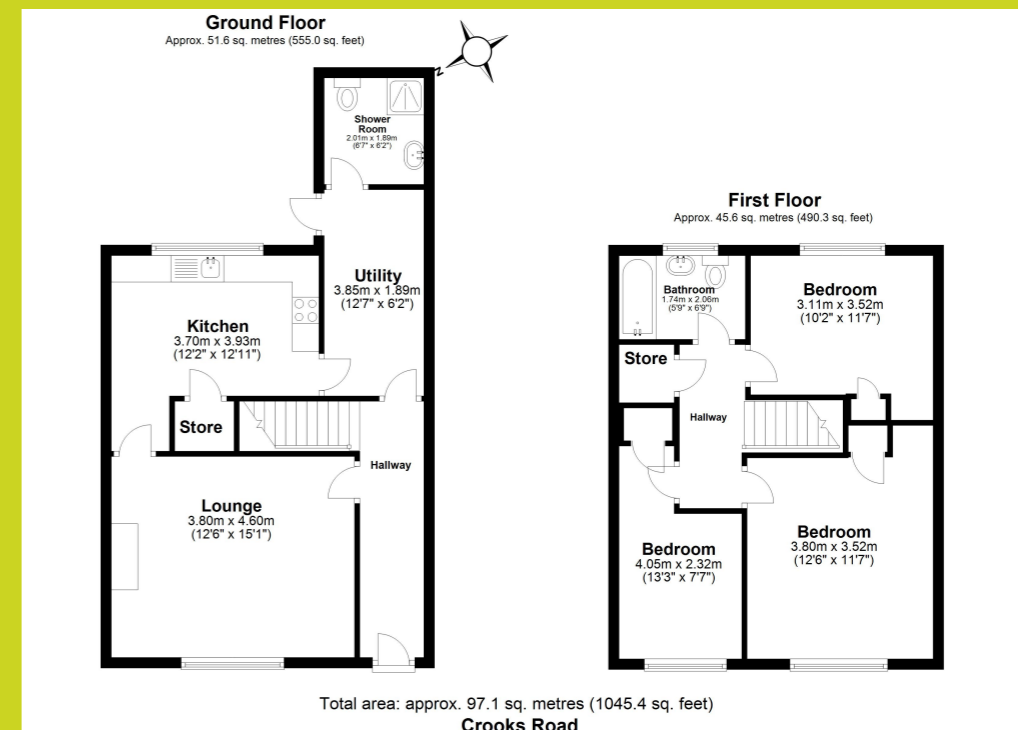 Ground Floor
Approx. 51.6 sq. metres (555.0 sq. feet)
N
Shower
Room
2.01m x 1.89m
(6'7" x 6'2")
Utility
3.85m x 1.89m
(12'7" x 6'2")
Kitchen
3.70m x 3.93m
(12'2" x 12'11")
Store
Hallway
Lounge
3.80m x 4.60m
(12'6" x 15'1")
First Floor
Approx. 45.6 sq. metres (490.3 sq. feet)
Bathroom
1.74m x 2.06m
(5'9" x 6'9")
Bedroom
3.11m x 3.52m
(10'2" x 11'7")
Store
Hallway
Bedroom
4.05m x 2.32m
(13'3" x 7'7")
Bedroom
3.80m x 3.52m
(12'6" x 11'7")
Total area: approx. 97.1 sq. metres (1045.4 sq. feet)
Crooks Road